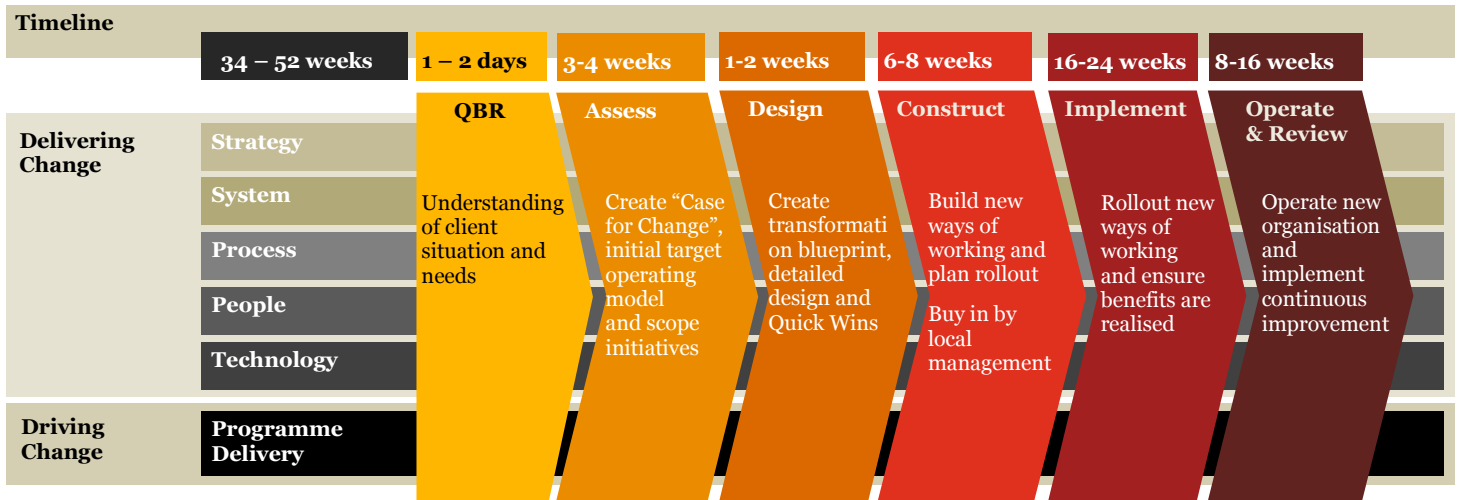 Timeline
34 – 52 weeks
1 – 2 days
3-4 weeks
1-2 weeks
6-8 weeks
16-24 weeks
8-16 weeks
QBR
Assess
Design
Construct
Implement
Operate
& Review
Delivering
Change
Strategy
System
Process
People
Technology
Understanding
of client
situation and
needs
Create “Case
for Change”,
initial target
operating
model
and scope
initiatives
Create
transformati
on blueprint,
detailed
design and
Quick Wins
Build new
ways of
working and
plan rollout
Buy in by
local
management
Rollout new
ways of
working
and ensure
benefits are
realised
Operate new
organisation
and
implement
continuous
improvement
Driving
Change
Programme
Delivery